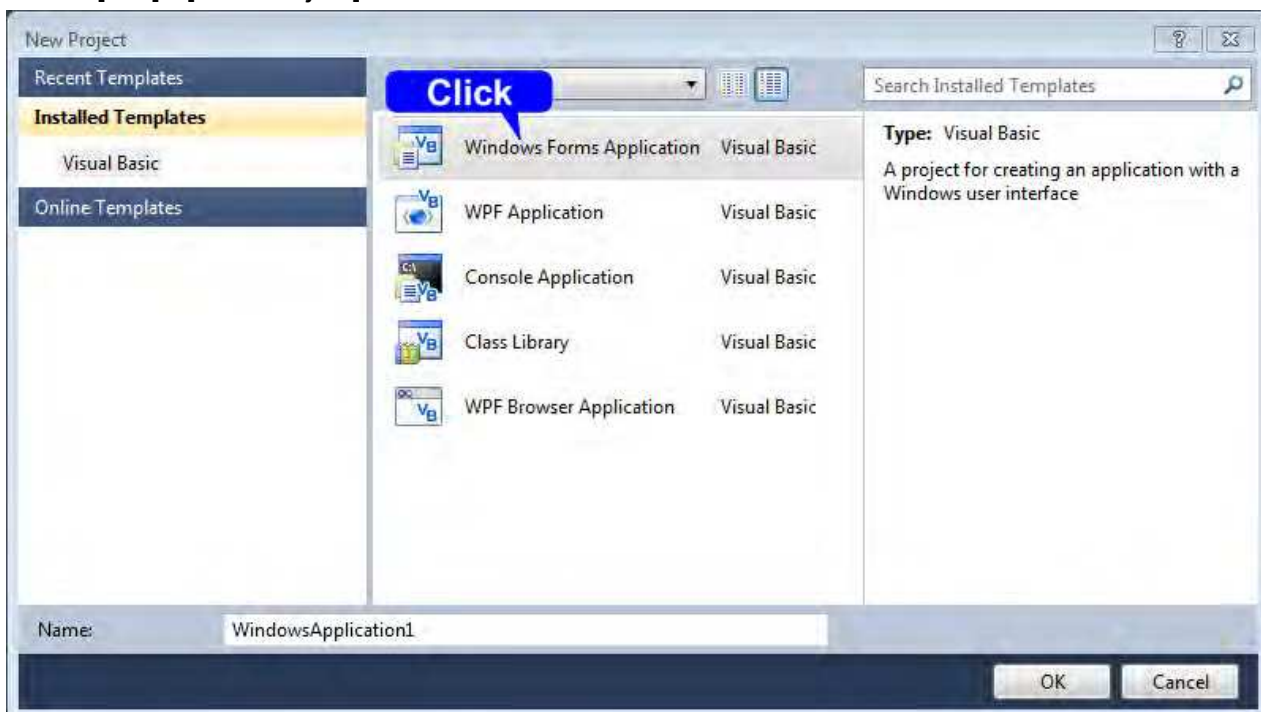 New Project
Recent Templates
Installed Templates
Visual Basic
Online Templates
Click
Windows Forms Application Visual Basic
WPF Application Visual Basic
Console Application Visual Basic
Class Library Visual Basic
WPF Browser Application Visual Basic
Search Installed Templates
Type: Visual Basic
A project for creating an application with a
Windows user interface
Name: WindowsApplication1
OK Cancel